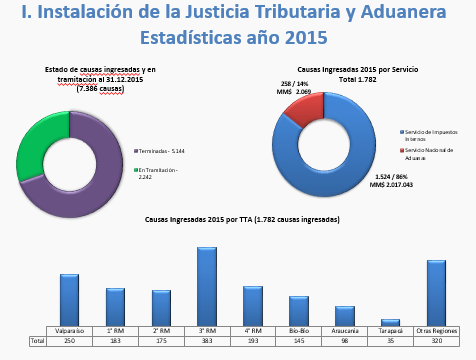 I. Instalación de la Justicia Tributaria y Aduanera
Estadísticas año 2015
Estado de causas ingresadas y en
tramitación al 31.12.2015
(7.386 causas)
Terminadas - 5.144
En Tramitación -
2.242
Causas Ingresadas 2015 por Servicio
Total 1.782
258 / 14%
MM$ 2.069
Servicio de Impuestos
Internos
Servicio Nacional de
Aduanas
1.524 / 86%
MM$ 2.017.043
Causas Ingresadas 2015 por TTA (1.782 causas ingresadas)
Valparaíso 1° RM 2° RM 3° RM 4° RM Bío-Bío Araucanía Tarapacá Otras Regiones
Total 250 183 175 383 193 145 98 35 320